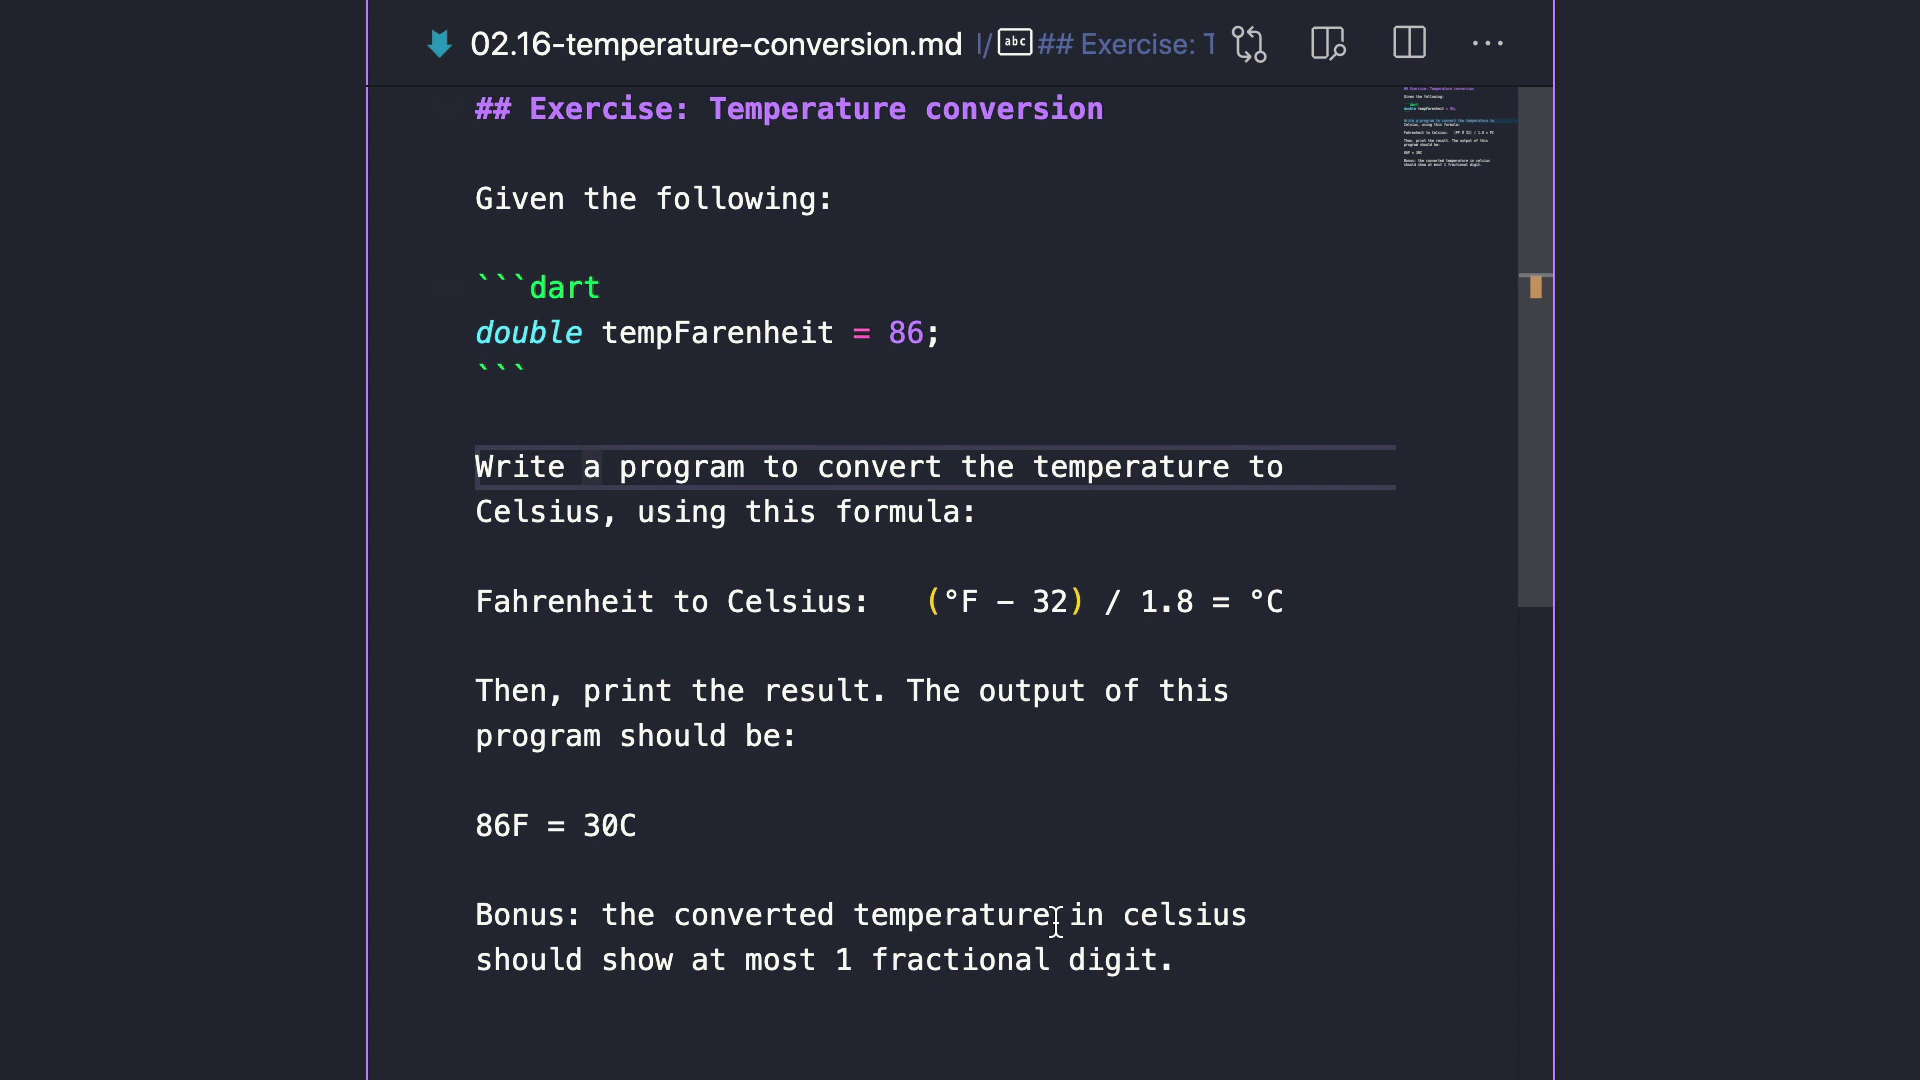 02.16-temperature-conversion.md
abc ## Exercise: T
## Exercise: Temperature conversion
Given the following:
```dart
double tempFarenheit = 86;
```
Write a program to convert the temperature to
Celsius, using this formula:
Fahrenheit to Celsius:   (°F – 32) / 1.8 = °C
Then, print the result. The output of this
program should be:
86F = 30C
Bonus: the converted temperature in celsius
should show at most 1 fractional digit.